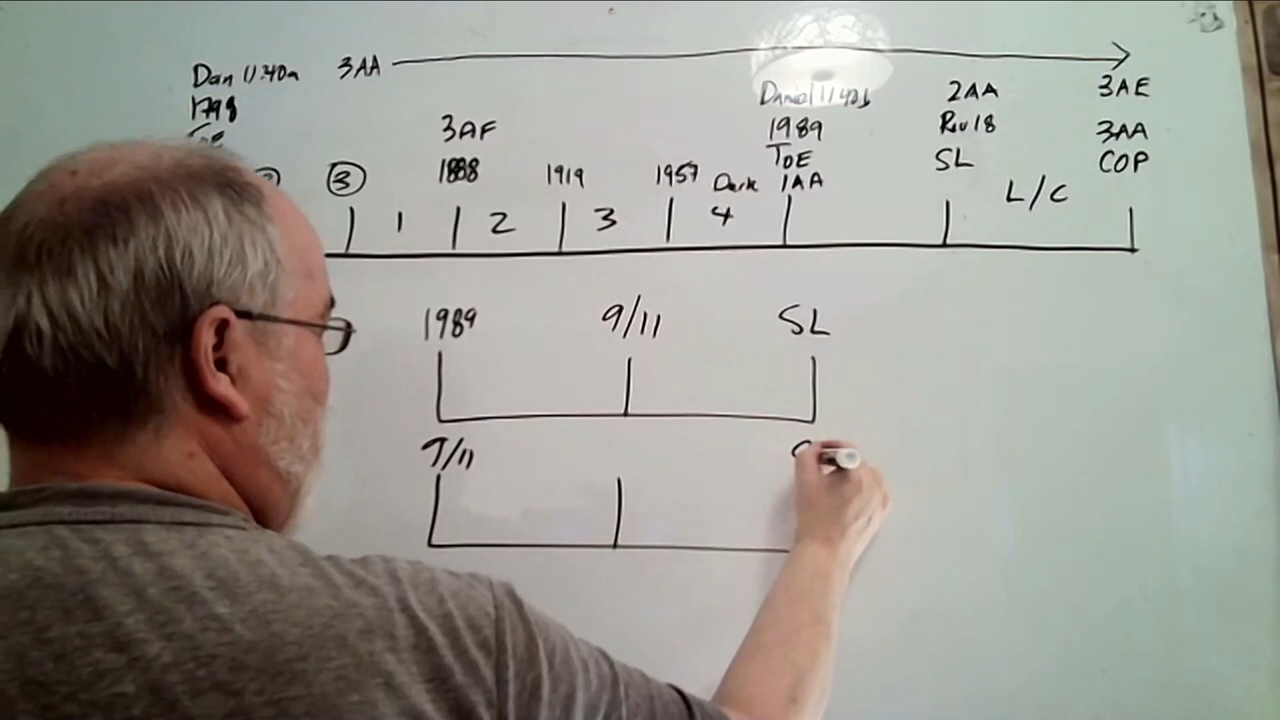 Dan 11:40a 3AA
1798
TOE
3AF
Daniel 11:40b
2AA
3AE
1989
Rev 18
3AA
③
1888
1919
1957
Dark
TOE
1AA
SL
COP
L/C
1 2 3 4
1989 9/11 SL
9/11